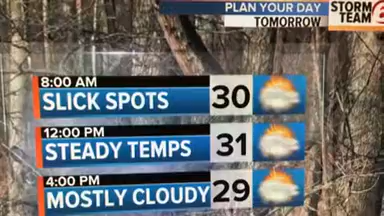 PLAN YOUR DAY
TOMORROW
STORM
TEAM 6
8:00 AM
SLICK SPOTS 30
12:00 PM
STEADY TEMPS 31
4:00 PM
MOSTLY CLOUDY 29